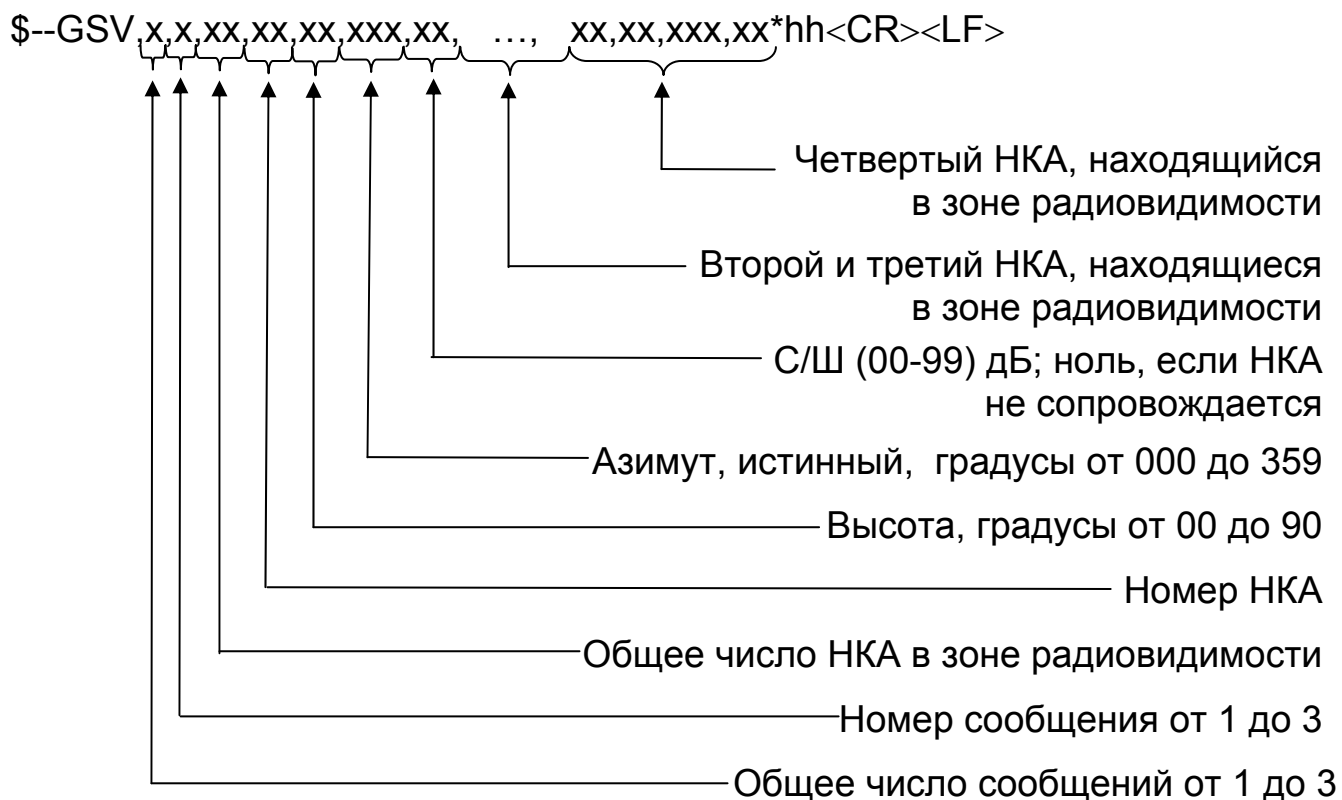 $--GSV,x,x,xx,xx,xx,xxx,xx, …, xx,xx,xxx,xx*hh<CR><LF>
Четвертый НКА, находящийся
в зоне радиовидимости
Второй и третий НКА, находящиеся
в зоне радиовидимости
С/Ш (00-99) дБ; ноль, если НКА
не сопровождается
Азимут, истинный, градусы от 000 до 359
Высота, градусы от 00 до 90
Номер НКА
Общее число НКА в зоне радиовидимости
Номер сообщения от 1 до 3
Общее число сообщений от 1 до 3